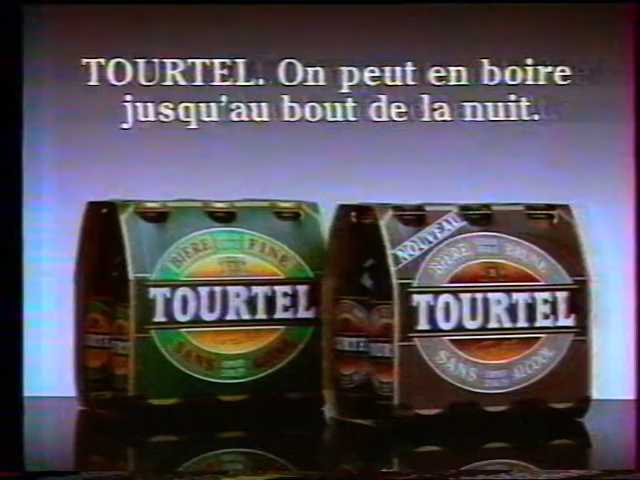 TOURTEL. On peut en boire
jusqu'au bout de la nuit.
BIÈRE FINE
TOURTEL
SANS ALCOOL
NOUVEAU
BIÈRE BRUNE
TOURTEL
SANS ALCOOL
TOURTEL